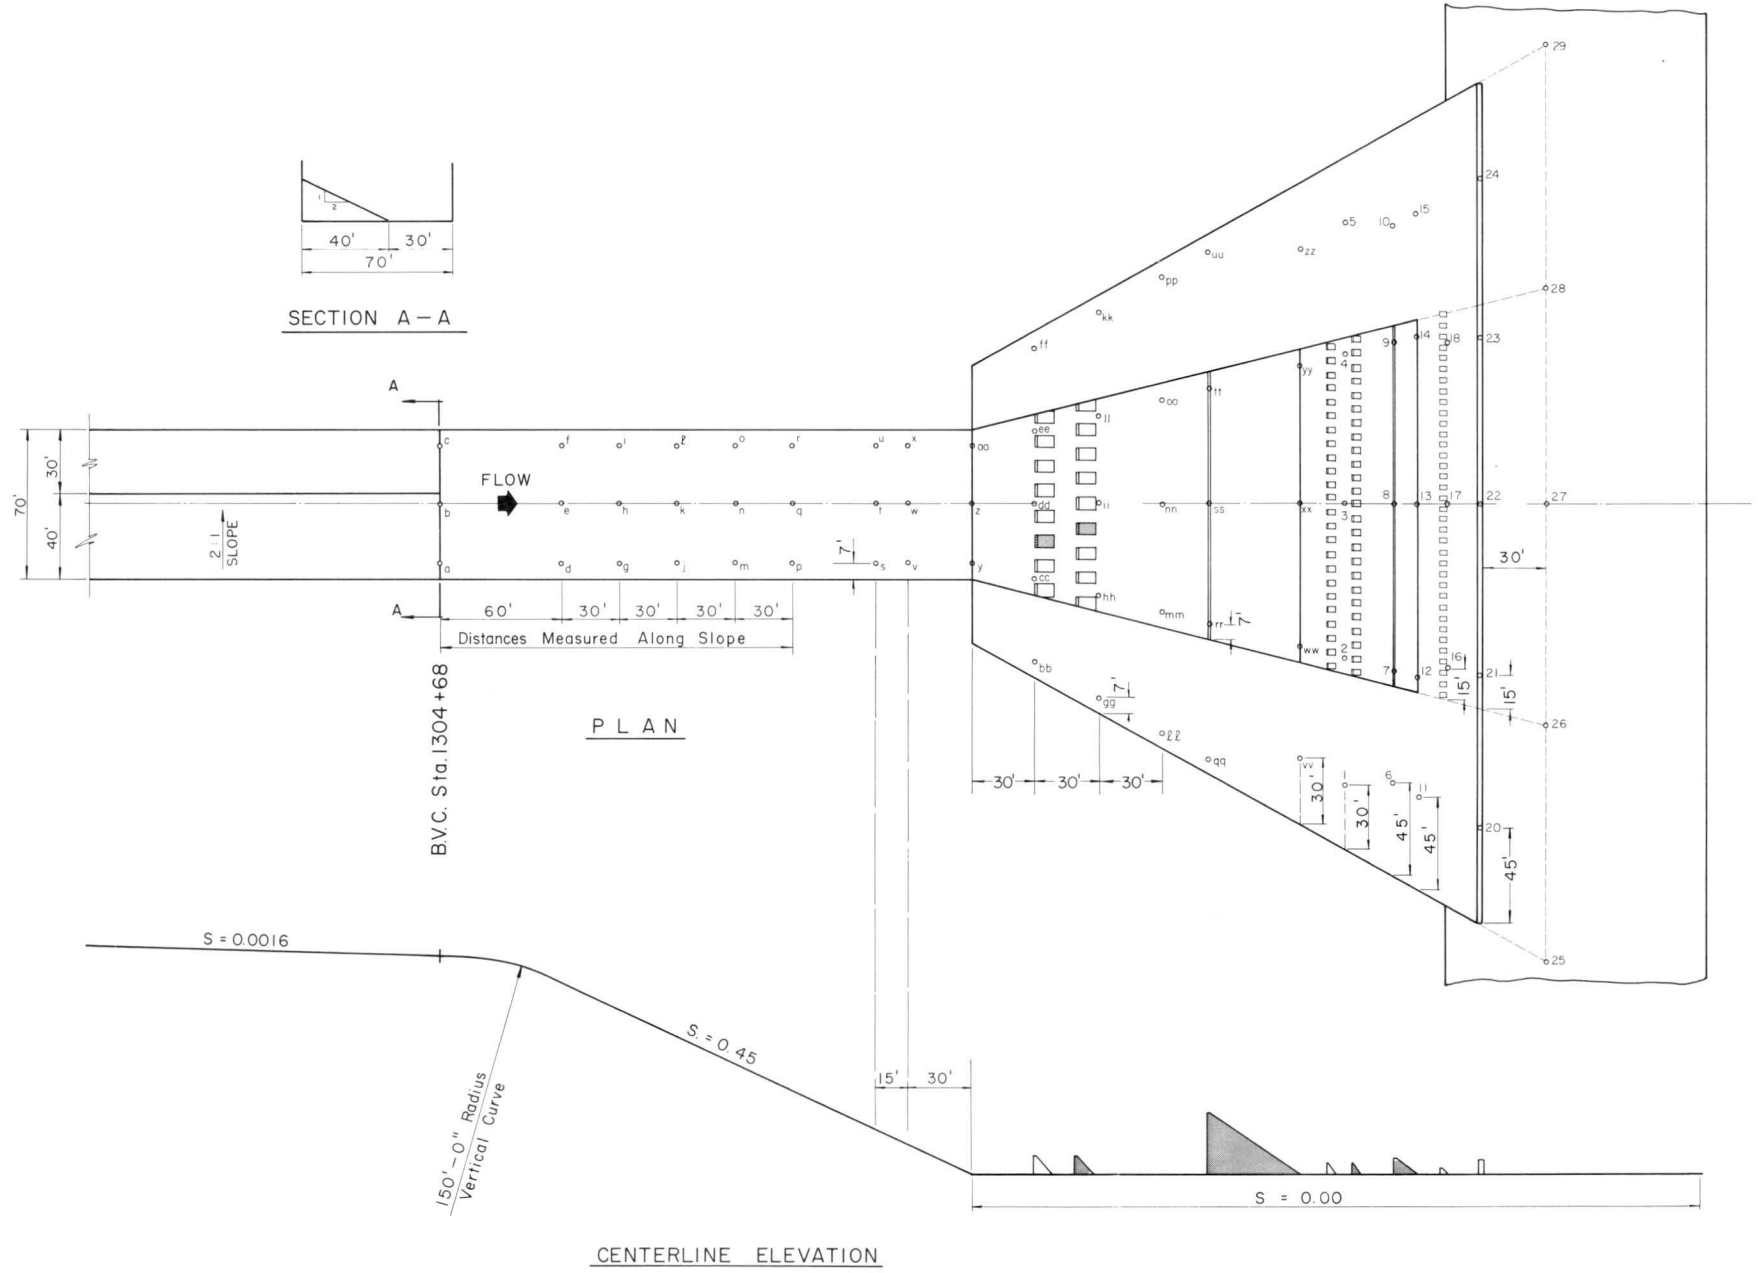 29
24
1
2
5
10
15
40'
30'
uu
zz
70'
pp
28
SECTION A-A
kk
ff
9
14
18
23
4
yy
A
tt
oo
jj
ee
c
f
i
ℓ
o
r
u
x
aa
30'
FLOW
70'
b
e
h
k
n
q
t
w
z
dd
ii
nn
ss
xx
3
8
13
17
22
27
2:1
SLOPE
40'
7'
30'
a
d
g
j
m
p
s
v
y
cc
hh
mm
rr
7'
A
60'
30'
30'
30'
30'
ww
2
16
Distances Measured Along Slope
7
12
21
bb
15'
15'
7'
gg
PLAN
26
ℓℓ
B.V.C. Sta. 1304+68
qq
vv
1
6
11
30'
30'
30'
30'
30'
45'
45'
20
45'
S = 0.0016
25
S. = 0.45
15'
30'
150'-0" Radius
Vertical Curve
S = 0.00
CENTERLINE ELEVATION